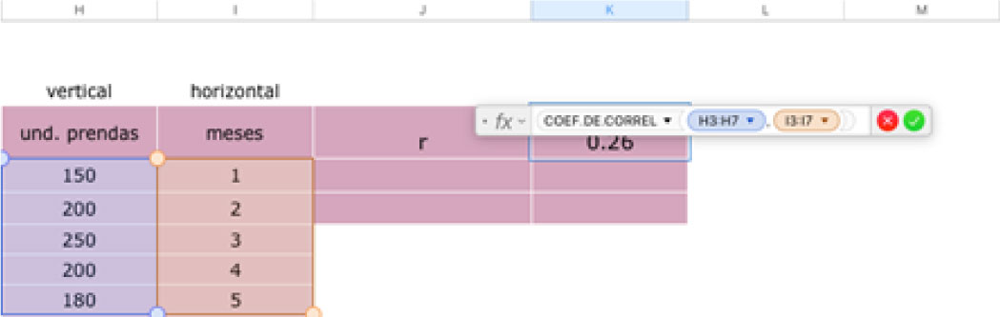 H I J K L M
vertical horizontal
und. prendas meses r 0.26
fx COEF.DE.CORREL H3:H7 , I3:I7
150 1
200 2
250 3
200 4
180 5